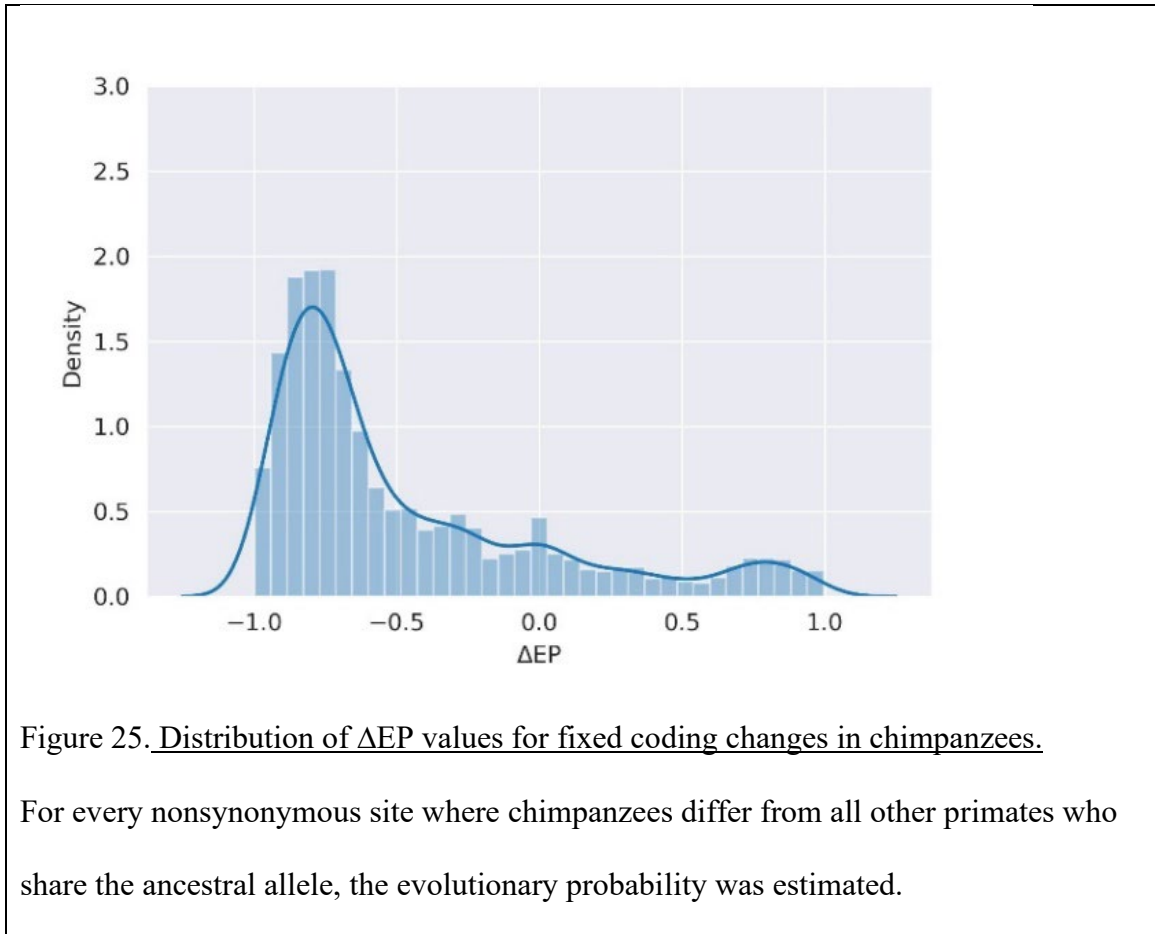 3.0
2.5
2.0
1.5
1.0
0.5
0.0
Density
−1.0 −0.5 0.0 0.5 1.0
ΔEP
Figure 25. Distribution of ΔEP values for fixed coding changes in chimpanzees.
For every nonsynonymous site where chimpanzees differ from all other primates who
share the ancestral allele, the evolutionary probability was estimated.